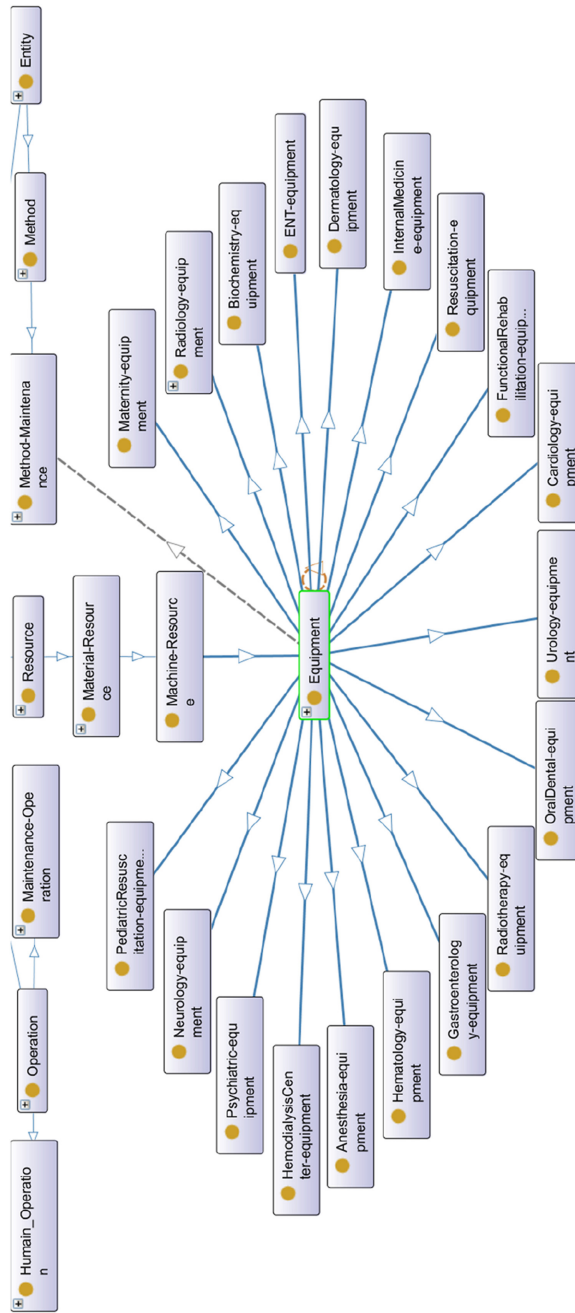 Humain_Operatio
n
Operation
Maintenance-Ope
ration
Resource
Method-Maintena
nce
Method
Entity
Material-Resour
ce
Machine-Resourc
e
PediatricResusc
itation-equipme...
Maternity-equip
ment
Neurology-equip
ment
Radiology-equip
ment
Psychiatric-equ
ipment
Biochemistry-eq
uipment
HemodialysisCen
ter-equipment
ENT-equipment
Anesthesia-equi
pment
Equipment
Dermatology-equ
ipment
Hematology-equi
pment
InternalMedicin
e-equipment
Gastroenterolog
y-equipment
Resuscitation-e
quipment
Radiotherapy-eq
uipment
FunctionalRehab
ilitation-equip...
OralDental-equi
pment
Urology-equipme
nt
Cardiology-equi
pment